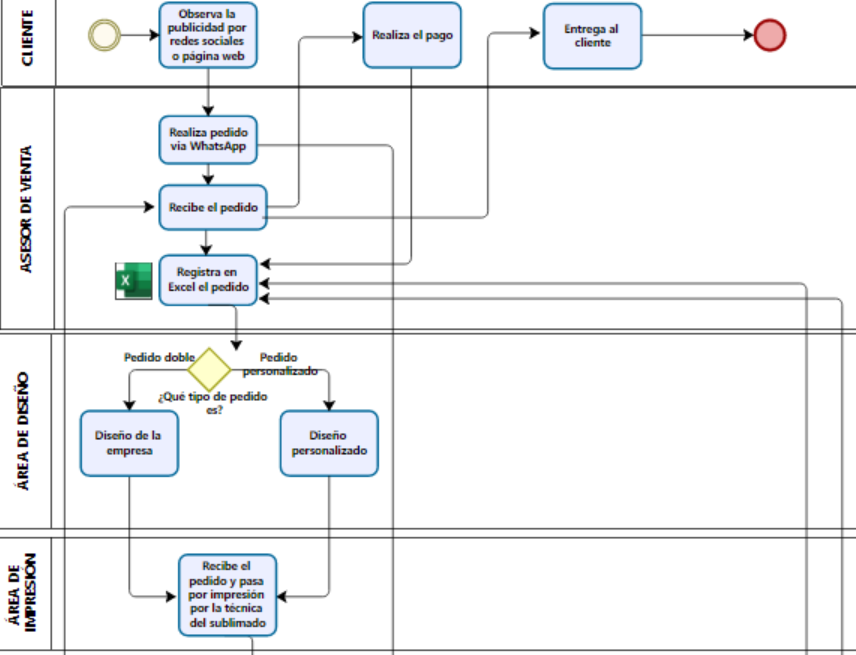 CLIENTE
Observa la
publicidad por
redes sociales
o página web
Realiza el pago
Entrega al
cliente
ASESOR DE VENTA
Realiza pedido
via WhatsApp
Recibe el pedido
X
Registra en
Excel el pedido
ÁREA DE DISEÑO
Pedido doble
Pedido
personalizado
¿Qué tipo de pedido
es?
Diseño de la
empresa
Diseño
personalizado
ÁREA DE
IMPRESIÓN
Recibe el
pedido y pasa
por impresión
por la técnica
del sublimado